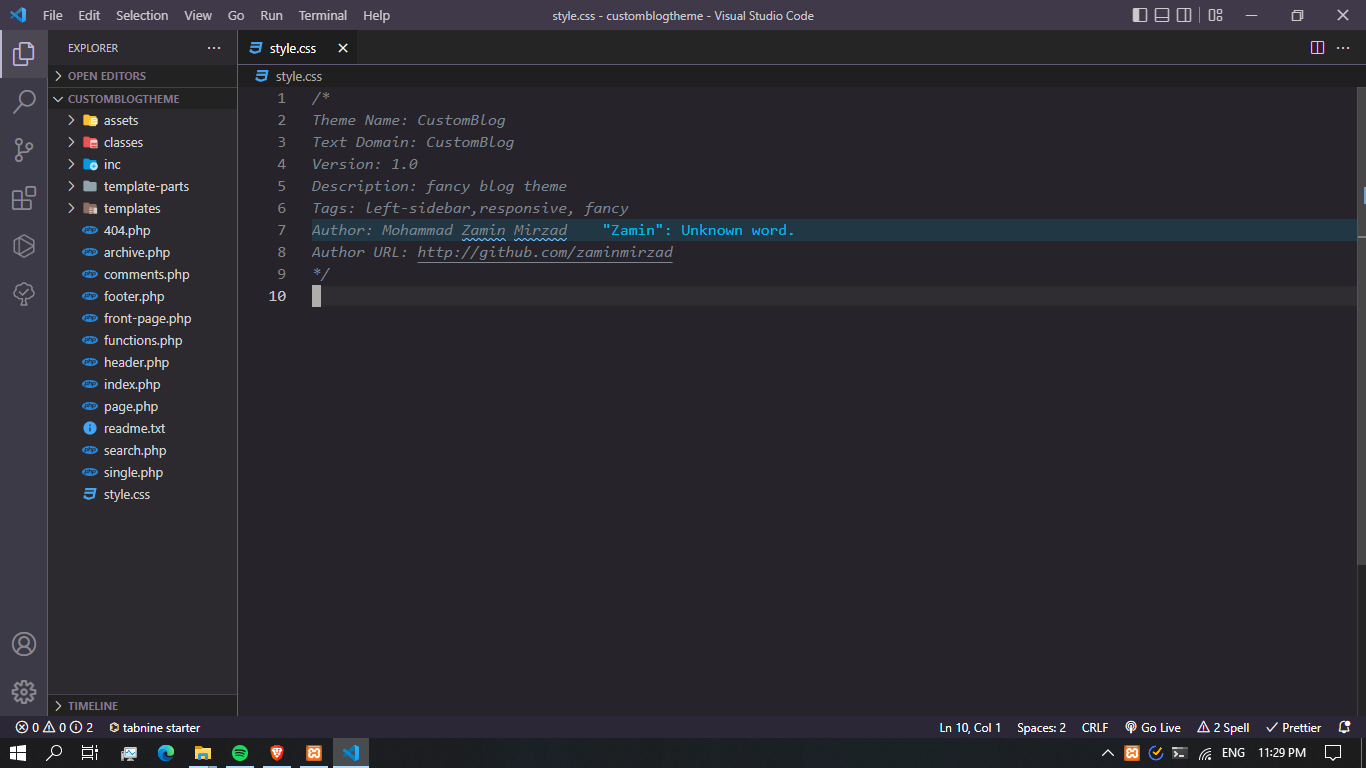 File Edit Selection View Go Run Terminal Help style.css - customblogtheme - Visual Studio Code
EXPLORER
OPEN EDITORS
CUSTOMBLOGTHEME
assets
classes
inc
template-parts
templates
404.php
archive.php
comments.php
footer.php
front-page.php
functions.php
header.php
index.php
page.php
readme.txt
search.php
single.php
style.css
TIMELINE
style.css
style.css
1 /*
2 Theme Name: CustomBlog
3 Text Domain: CustomBlog
4 Version: 1.0
5 Description: fancy blog theme
6 Tags: left-sidebar,responsive, fancy
7 Author: Mohammad Zamin Mirzad "Zamin": Unknown word.
8 Author URL: http://github.com/zaminmirzad
9 */
10
0 0 2 tabnine starter Ln 10, Col 1 Spaces: 2 CRLF Go Live 2 Spell Prettier
ENG 11:29 PM